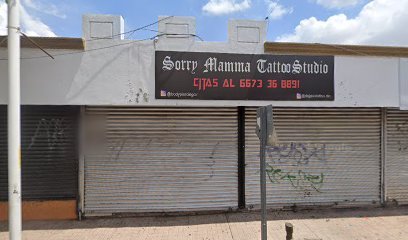 Sorry Mamma Tattoo Studio
CITAS AL 6673 36 8891